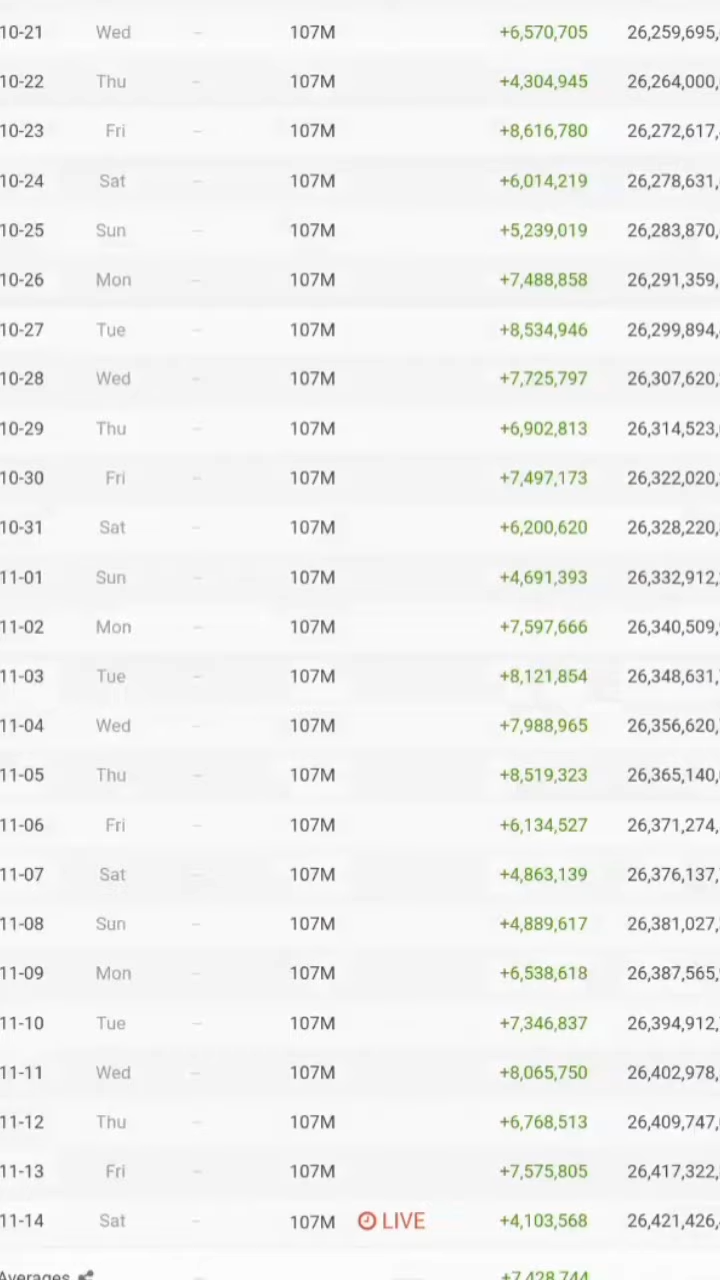 10-21 Wed -- 107M +6,570,705 26,259,695,
10-22 Thu -- 107M +4,304,945 26,264,000,
10-23 Fri -- 107M +8,616,780 26,272,617,
10-24 Sat -- 107M +6,014,219 26,278,631,
10-25 Sun -- 107M +5,239,019 26,283,870,
10-26 Mon -- 107M +7,488,858 26,291,359,
10-27 Tue -- 107M +8,534,946 26,299,894,
10-28 Wed -- 107M +7,725,797 26,307,620,
10-29 Thu -- 107M +6,902,813 26,314,523,
10-30 Fri -- 107M +7,497,173 26,322,020,
10-31 Sat -- 107M +6,200,620 26,328,220,
11-01 Sun -- 107M +4,691,393 26,332,912,
11-02 Mon -- 107M +7,597,666 26,340,509,
11-03 Tue -- 107M +8,121,854 26,348,631,
11-04 Wed -- 107M +7,988,965 26,356,620,
11-05 Thu -- 107M +8,519,323 26,365,140,
11-06 Fri -- 107M +6,134,527 26,371,274,
11-07 Sat -- 107M +4,863,139 26,376,137,
11-08 Sun -- 107M +4,889,617 26,381,027,
11-09 Mon -- 107M +6,538,618 26,387,565,
11-10 Tue -- 107M +7,346,837 26,394,912,
11-11 Wed -- 107M +8,065,750 26,402,978,
11-12 Thu -- 107M +6,768,513 26,409,747,
11-13 Fri -- 107M +7,575,805 26,417,322,
11-14 Sat -- 107M LIVE +4,103,568 26,421,426,
Averages -- +7,428,744